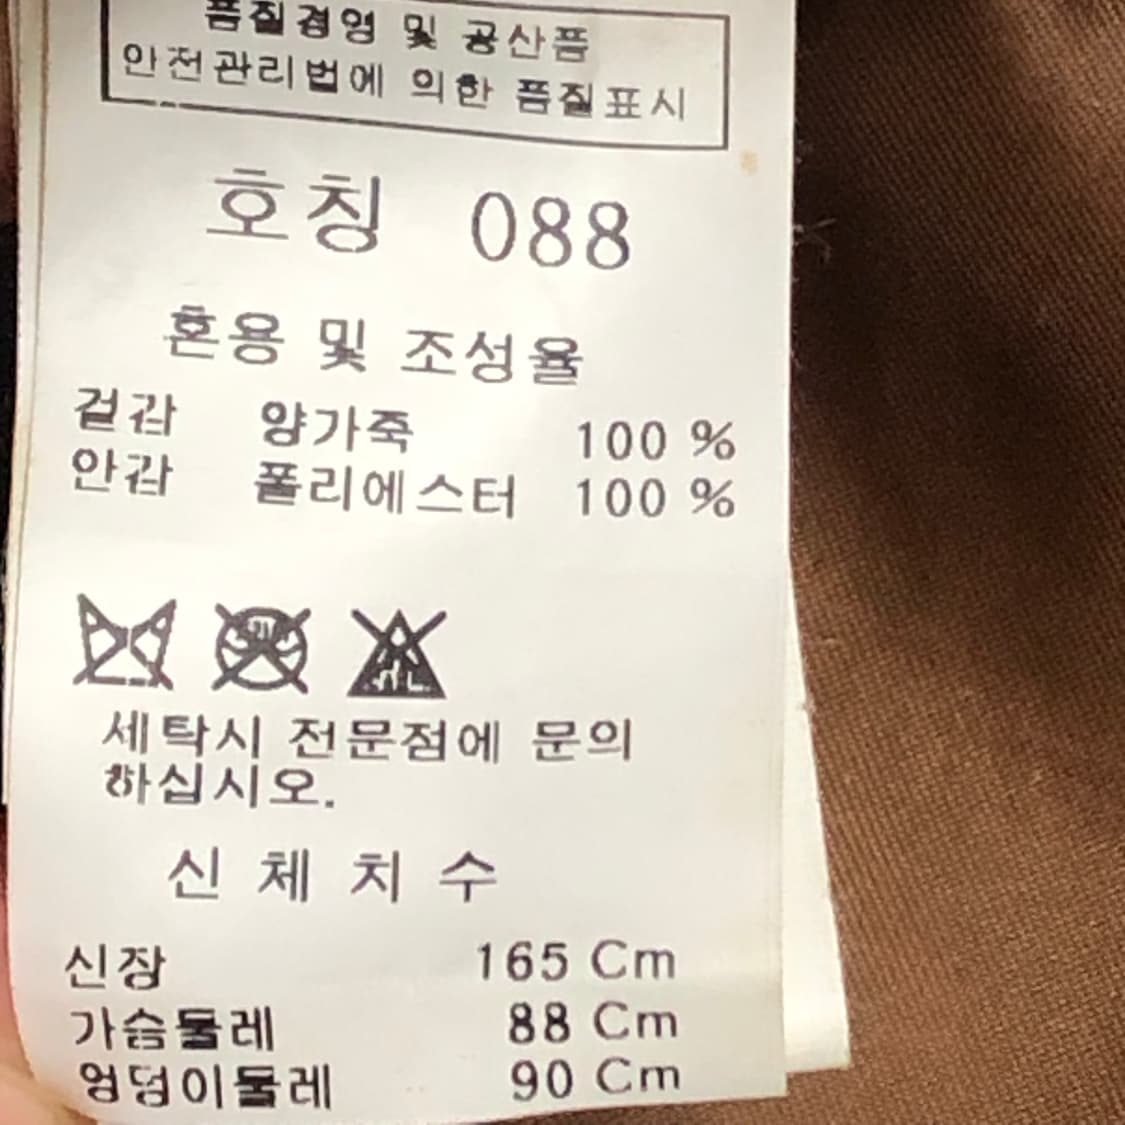 품질경영 및 공산품
안전관리법에 의한 품질표시
호칭 088
혼용 및 조성율
겉감 양가죽 100 %
안감 폴리에스터 100 %
세탁시 전문점에 문의
하십시오.
신 체 치 수
신장 165 Cm
가슴둘레 88 Cm
엉덩이둘레 90 Cm